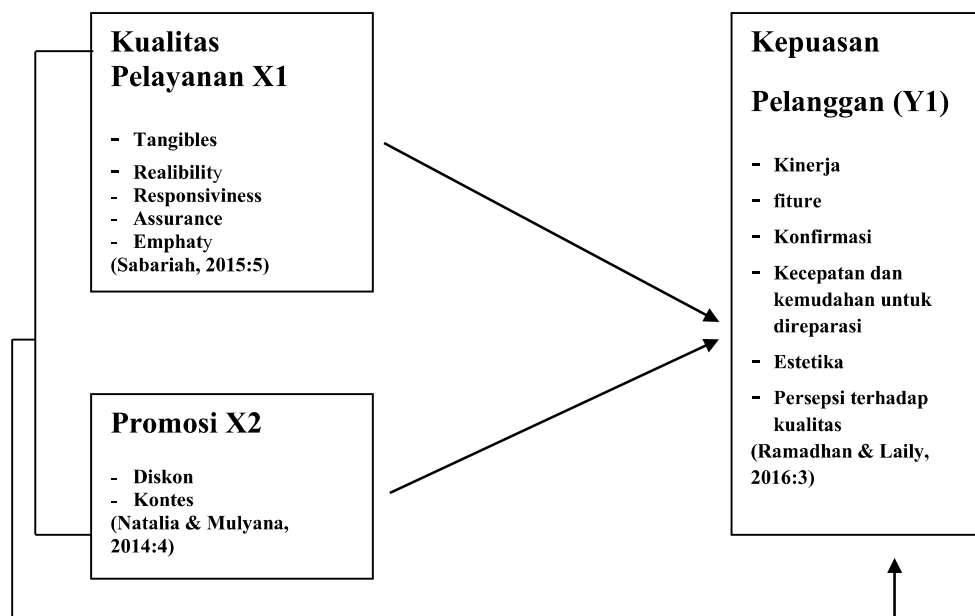 Kualitas
Pelayanan X1
- Tangibles
- Realibility
- Responsiviness
- Assurance
- Emphaty
(Sabariah, 2015:5)
Promosi X2
- Diskon
- Kontes
(Natalia & Mulyana,
2014:4)
Kepuasan
Pelanggan (Y1)
- Kinerja
- fiture
- Konfirmasi
- Kecepatan dan
kemudahan untuk
direparasi
- Estetika
- Persepsi terhadap
kualitas
(Ramadhan & Laily,
2016:3)